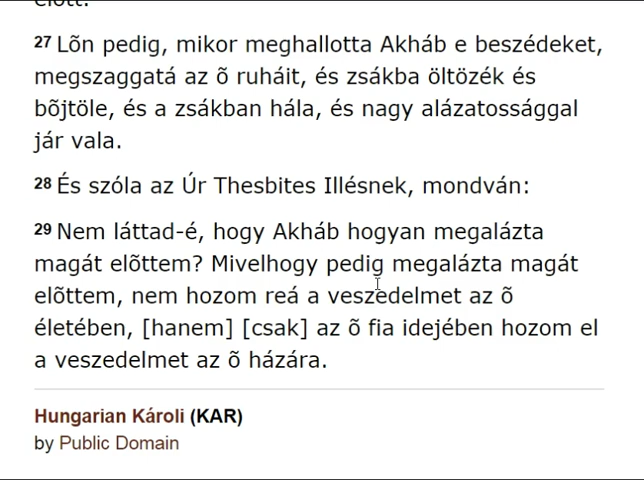 előtt.
27 Lõn pedig, mikor meghallotta Akháb e beszédeket,
megszaggatá az õ ruháit, és zsákba öltözék és
bõjtöle, és a zsákban hála, és nagy alázatossággal
jár vala.
28 És szóla az Úr Thesbites Illésnek, mondván:
29 Nem láttad-é, hogy Akháb hogyan megalázta
magát elõttem? Mivelhogy pedig megalázta magát
elõttem, nem hozom reá a veszedelmet az õ
életében, [hanem] [csak] az õ fia idejében hozom el
a veszedelmet az õ házára.
Hungarian Károli (KAR)
by Public Domain